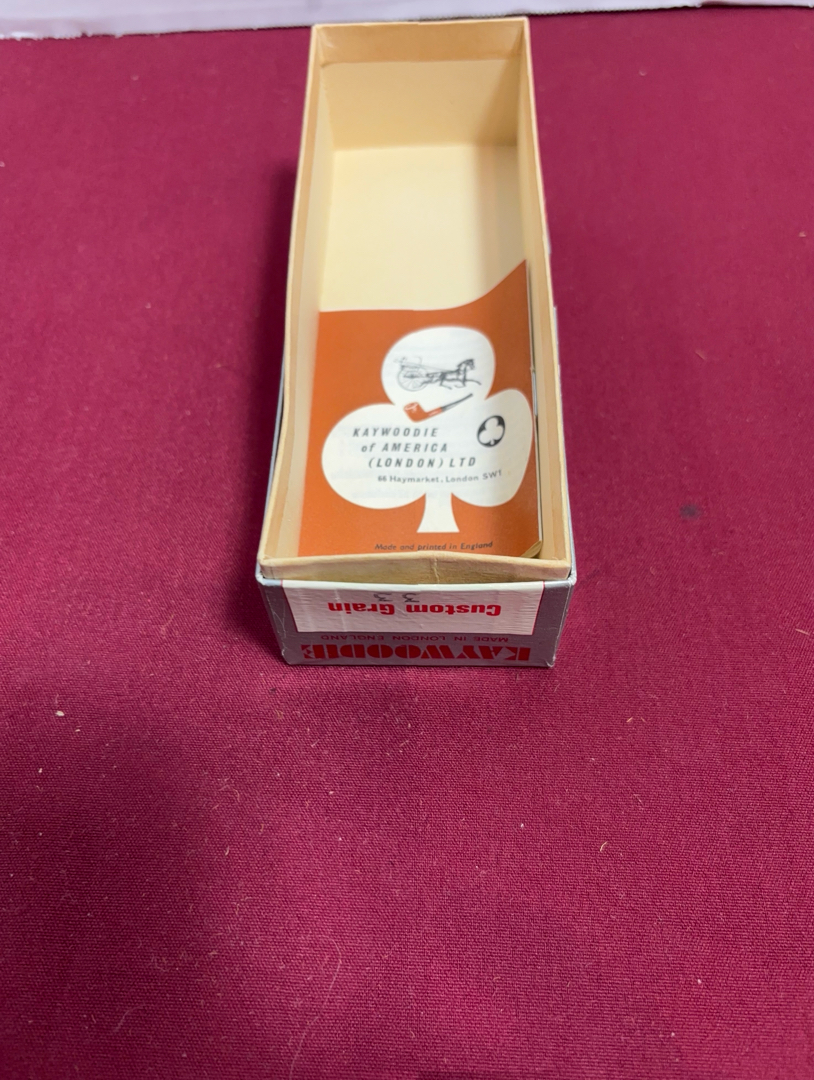 KAYWOODIE
of AMERICA
(LONDON) LTD
66 Haymarket, London SW1
Made and printed in England
Custom Grain
33
MADE IN LONDON ENGLAND
KAYWOODIE